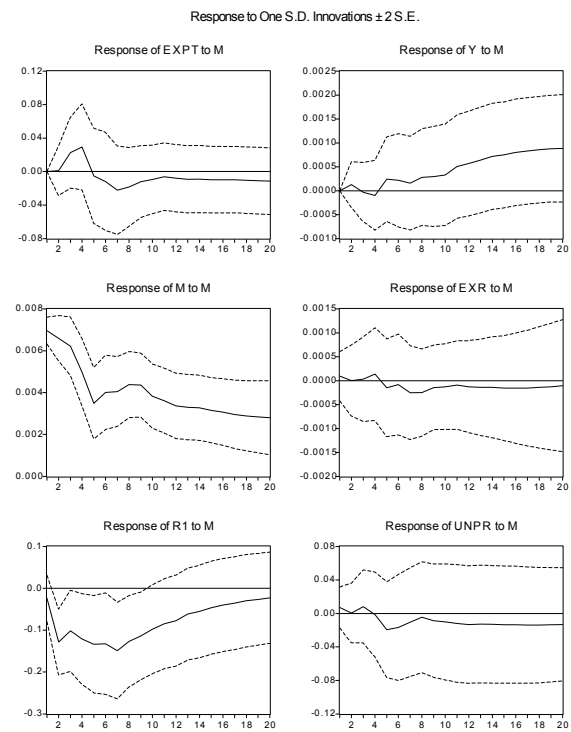 Response to One S.D. Innovations ± 2 S.E.
Response of EXPT to M
0.12
0.08
0.04
0.00
-0.04
-0.08
2 4 6 8 10 12 14 16 18 20
Response of Y to M
0.0025
0.0020
0.0015
0.0010
0.0005
0.0000
-0.0005
-0.0010
2 4 6 8 10 12 14 16 18 20
Response of M to M
0.008
0.006
0.004
0.002
0.000
2 4 6 8 10 12 14 16 18 20
Response of EXR to M
0.0015
0.0010
0.0005
0.0000
-0.0005
-0.0010
-0.0015
-0.0020
2 4 6 8 10 12 14 16 18 20
Response of R1 to M
0.1
0.0
-0.1
-0.2
-0.3
2 4 6 8 10 12 14 16 18 20
Response of UNPR to M
0.08
0.04
0.00
-0.04
-0.08
-0.12
2 4 6 8 10 12 14 16 18 20